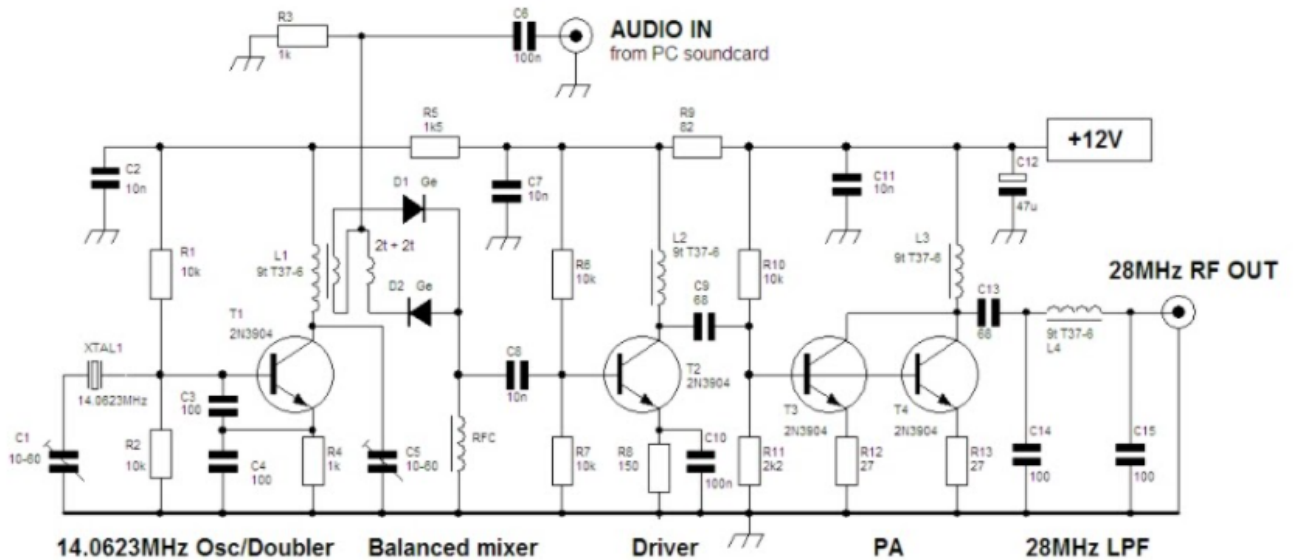 R3
1k
C6
100n
AUDIO IN
from PC soundcard
C2
10n
R5
1k5
C7
10n
R9
82
C11
10n
C12
47u
+12V
D1 Ge
R1
10k
L1
9t T37-6
2t + 2t
D2 Ge
R6
10k
L2
9t T37-6
C9
68
R10
10k
L3
9t T37-6
C13
68
28MHz RF OUT
9t T37-6
L4
T1
2N3904
XTAL1
14.0623MHz
C8
10n
T2
2N3904
T3
2N3904
T4
2N3904
C1
10-60
R2
10k
C3
100
C4
100
R4
1k
C5
10-60
RFC
R7
10k
R8
150
C10
100n
R11
2k2
R12
27
R13
27
C14
100
C15
100
14.0623MHz Osc/Doubler
Balanced mixer
Driver
PA
28MHz LPF